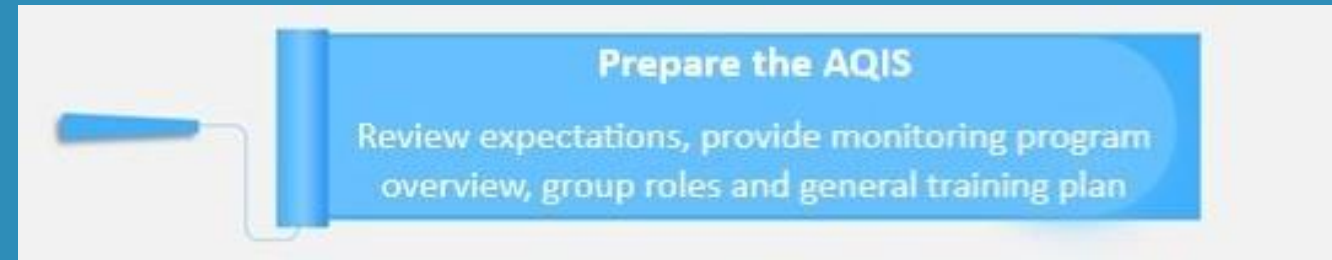 Prepare the AQIS
Review expectations, provide monitoring program
overview, group roles and general training plan